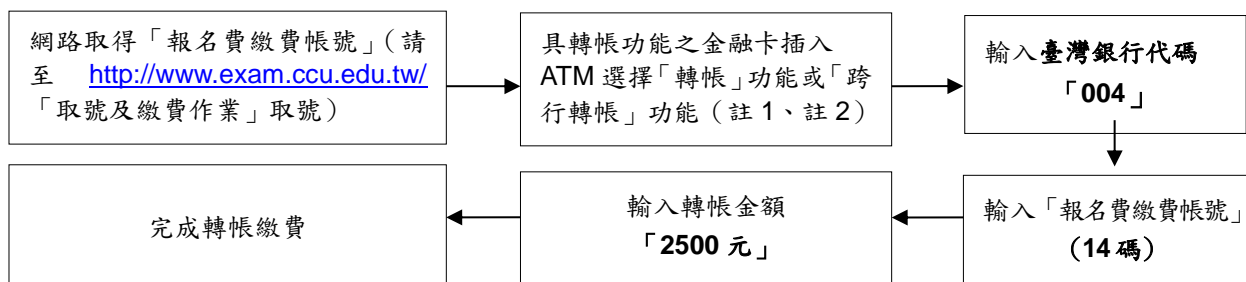 網路取得「報名費繳費帳號」（請
至 http://www.exam.ccu.edu.tw/
「取號及繳費作業」取號）
具轉帳功能之金融卡插入
ATM 選擇「轉帳」功能或「跨
行轉帳」功能（註 1、註 2）
輸入臺灣銀行代碼
「004」
輸入「報名費繳費帳號」
（14 碼）
輸入轉帳金額
「2500 元」
完成轉帳繳費